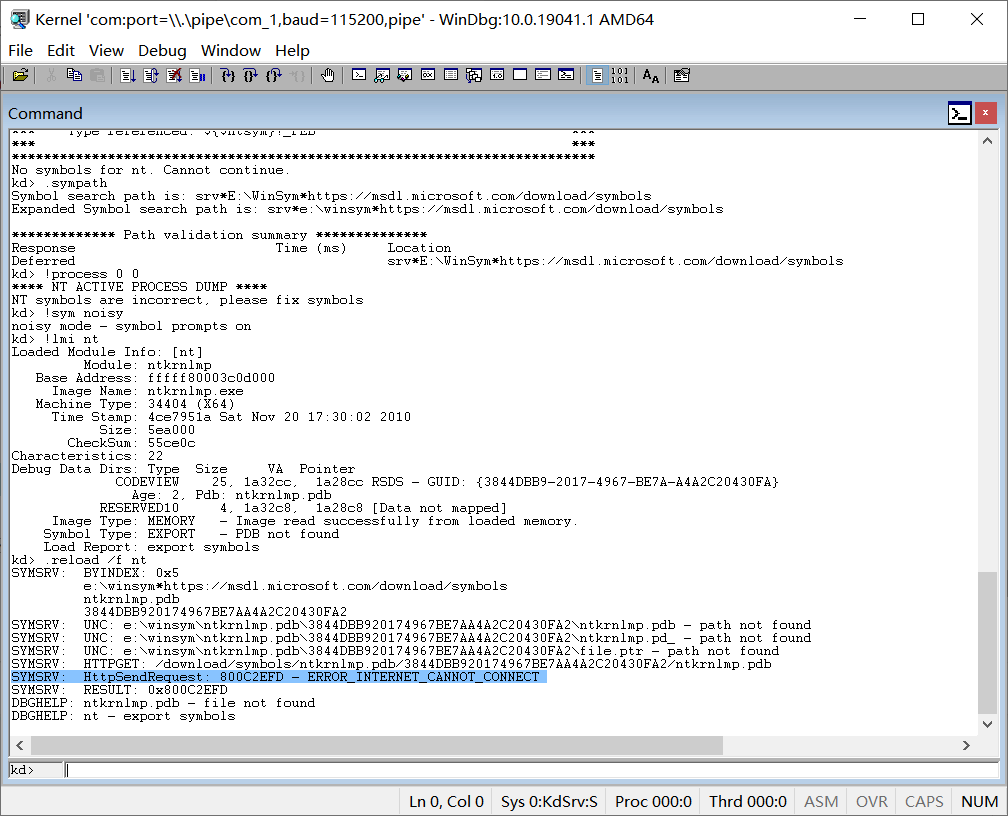 Kernel 'com:port=\\.\pipe\com_1,baud=115200,pipe' - WinDbg:10.0.19041.1 AMD64
File Edit View Debug Window Help
Command
*** Type referenced: ${$ntsym}!_PEB ***
*** ***
*************************************************************************
No symbols for nt. Cannot continue.
kd> .sympath
Symbol search path is: srv*E:\WinSym*https://msdl.microsoft.com/download/symbols
Expanded Symbol search path is: srv*e:\winsym*https://msdl.microsoft.com/download/symbols
************* Path validation summary **************
Response Time (ms) Location
Deferred srv*E:\WinSym*https://msdl.microsoft.com/download/symbols
kd> !process 0 0
**** NT ACTIVE PROCESS DUMP ****
NT symbols are incorrect, please fix symbols
kd> !sym noisy
noisy mode - symbol prompts on
kd> !lmi nt
Loaded Module Info: [nt]
Module: ntkrnlmp
Base Address: fffff80003c0d000
Image Name: ntkrnlmp.exe
Machine Type: 34404 (X64)
Time Stamp: 4ce7951a Sat Nov 20 17:30:02 2010
Size: 5ea000
CheckSum: 55ce0c
Characteristics: 22
Debug Data Dirs: Type Size VA Pointer
CODEVIEW 25, 1a32cc, 1a28cc RSDS - GUID: {3844DBB9-2017-4967-BE7A-A4A2C20430FA}
Age: 2, Pdb: ntkrnlmp.pdb
RESERVED10 4, 1a32c8, 1a28c8 [Data not mapped]
Image Type: MEMORY - Image read successfully from loaded memory.
Symbol Type: EXPORT - PDB not found
Load Report: export symbols
kd> .reload /f nt
SYMSRV: BYINDEX: 0x5
e:\winsym*https://msdl.microsoft.com/download/symbols
ntkrnlmp.pdb
3844DBB920174967BE7AA4A2C20430FA2
SYMSRV: UNC: e:\winsym\ntkrnlmp.pdb\3844DBB920174967BE7AA4A2C20430FA2\ntkrnlmp.pdb - path not found
SYMSRV: UNC: e:\winsym\ntkrnlmp.pdb\3844DBB920174967BE7AA4A2C20430FA2\ntkrnlmp.pd_ - path not found
SYMSRV: UNC: e:\winsym\ntkrnlmp.pdb\3844DBB920174967BE7AA4A2C20430FA2\file.ptr - path not found
SYMSRV: HTTPGET: /download/symbols/ntkrnlmp.pdb/3844DBB920174967BE7AA4A2C20430FA2/ntkrnlmp.pdb
SYMSRV: HttpSendRequest: 800C2EFD - ERROR_INTERNET_CANNOT_CONNECT
SYMSRV: RESULT: 0x800C2EFD
DBGHELP: ntkrnlmp.pdb - file not found
DBGHELP: nt - export symbols
kd>
Ln 0, Col 0 Sys 0:KdSrv:S Proc 000:0 Thrd 000:0 ASM OVR CAPS NUM